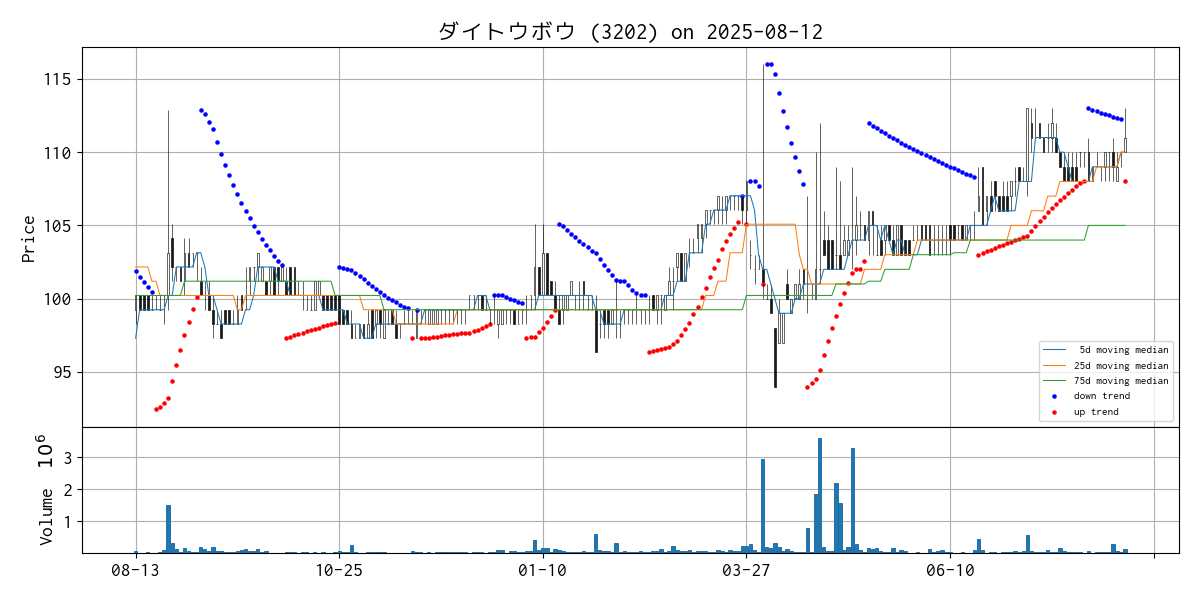 ダイトウボウ (3202) on 2025-08-12
Price
115
110
105
100
95
5d moving median
25d moving median
75d moving median
down trend
up trend
Volume 10^6
3
2
1
08-13
10-25
01-10
03-27
06-10